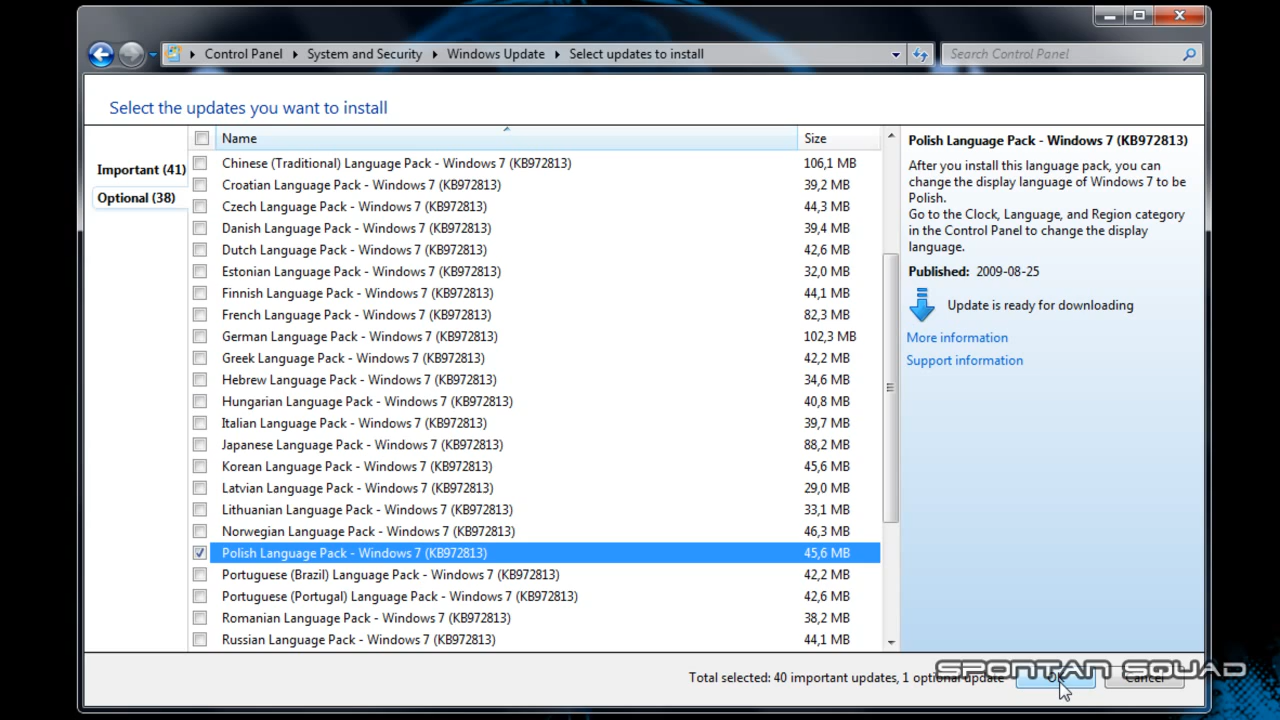 Control Panel
System and Security
Windows Update
Select updates to install
Search Control Panel
Select the updates you want to install
Important (41)
Optional (38)
Name Size
Chinese (Traditional) Language Pack - Windows 7 (KB972813) 106,1 MB
Croatian Language Pack - Windows 7 (KB972813) 39,2 MB
Czech Language Pack - Windows 7 (KB972813) 44,3 MB
Danish Language Pack - Windows 7 (KB972813) 39,4 MB
Dutch Language Pack - Windows 7 (KB972813) 42,6 MB
Estonian Language Pack - Windows 7 (KB972813) 32,0 MB
Finnish Language Pack - Windows 7 (KB972813) 44,1 MB
French Language Pack - Windows 7 (KB972813) 82,3 MB
German Language Pack - Windows 7 (KB972813) 102,3 MB
Greek Language Pack - Windows 7 (KB972813) 42,2 MB
Hebrew Language Pack - Windows 7 (KB972813) 34,6 MB
Hungarian Language Pack - Windows 7 (KB972813) 40,8 MB
Italian Language Pack - Windows 7 (KB972813) 39,7 MB
Japanese Language Pack - Windows 7 (KB972813) 88,2 MB
Korean Language Pack - Windows 7 (KB972813) 45,6 MB
Latvian Language Pack - Windows 7 (KB972813) 29,0 MB
Lithuanian Language Pack - Windows 7 (KB972813) 33,1 MB
Norwegian Language Pack - Windows 7 (KB972813) 46,3 MB
Polish Language Pack - Windows 7 (KB972813) 45,6 MB
Portuguese (Brazil) Language Pack - Windows 7 (KB972813) 42,2 MB
Portuguese (Portugal) Language Pack - Windows 7 (KB972813) 42,6 MB
Romanian Language Pack - Windows 7 (KB972813) 38,2 MB
Russian Language Pack - Windows 7 (KB972813) 44,1 MB
Polish Language Pack - Windows 7 (KB972813)
After you install this language pack, you can
change the display language of Windows 7 to be
Polish.
Go to the Clock, Language, and Region category
in the Control Panel to change the display
language.
Published: 2009-08-25
Update is ready for downloading
More information
Support information
SPONTAN SQUAD
Total selected: 40 important updates, 1 optional update
OK
Cancel